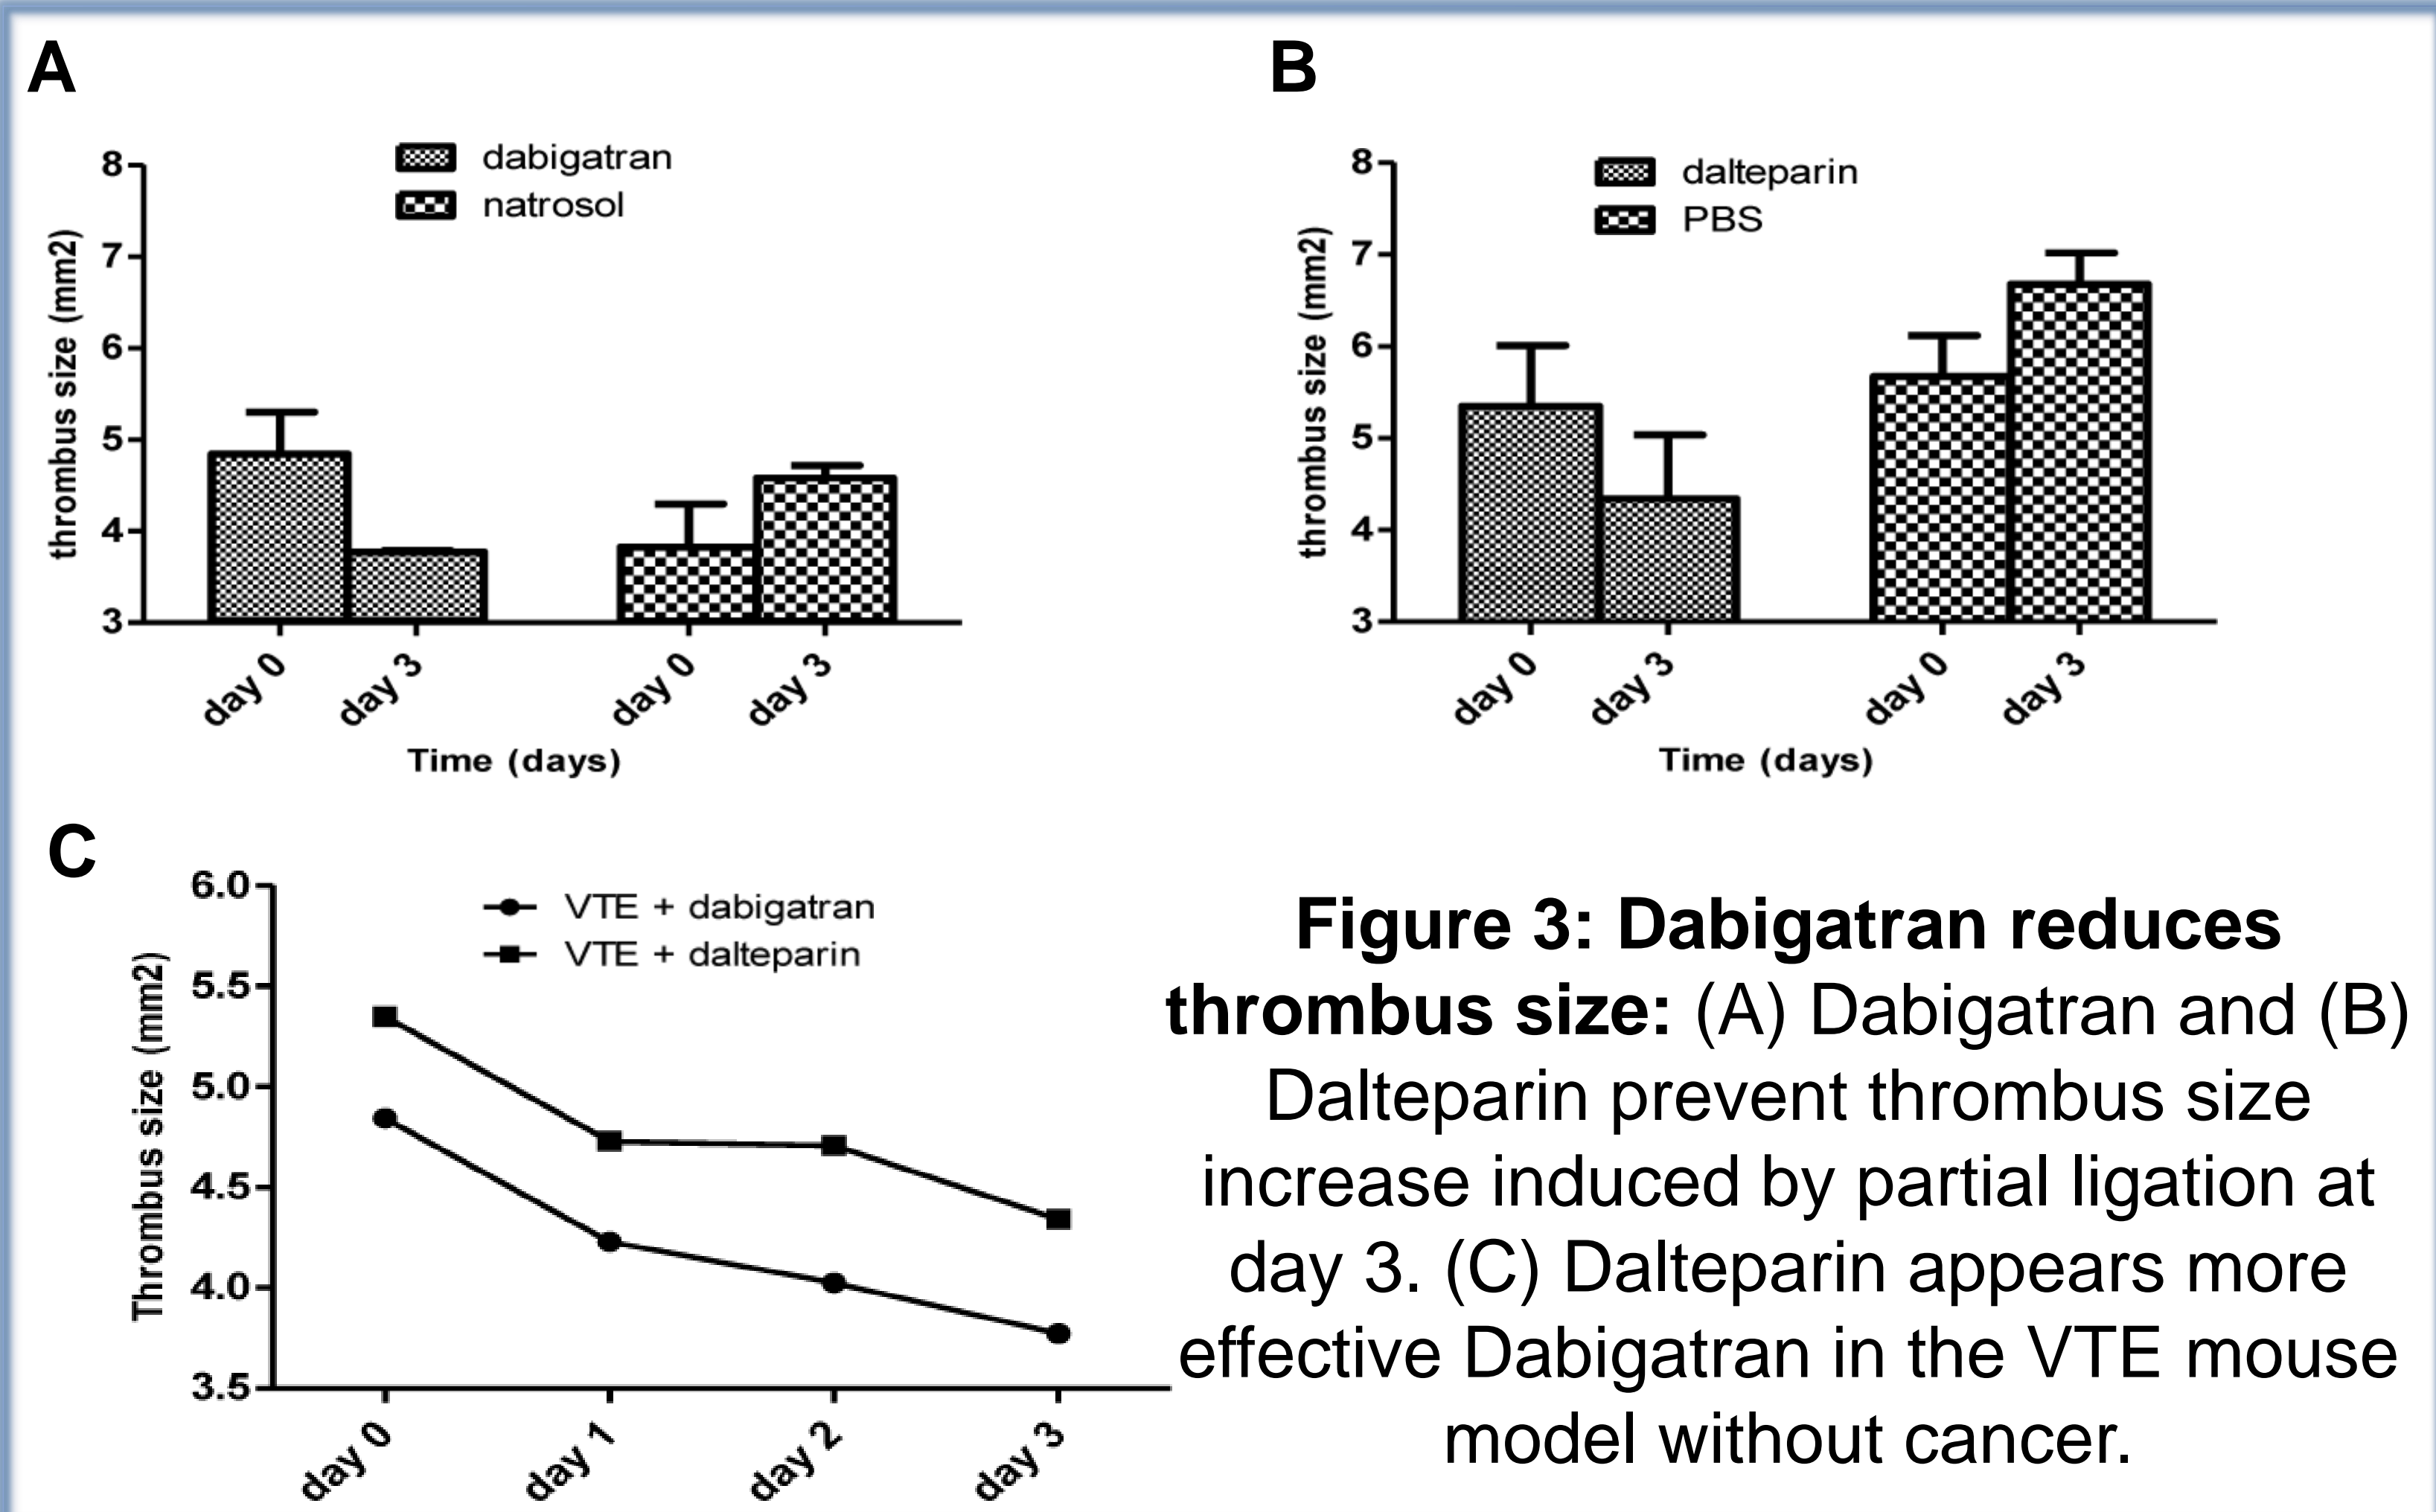 A
dabigatran
natrosol
8
7
6
5
4
3
thrombus size (mm2)
day 0
day 3
day 0
day 3
Time (days)
B
dalteparin
PBS
8
7
6
5
4
3
thrombus size (mm2)
day 0
day 3
day 0
day 3
Time (days)
C
VTE + dabigatran
VTE + dalteparin
6.0
5.5
5.0
4.5
4.0
3.5
Thrombus size (mm2)
day 0
day 1
day 2
day 3
Figure 3: Dabigatran reduces
thrombus size: (A) Dabigatran and (B)
Dalteparin prevent thrombus size
increase induced by partial ligation at
day 3. (C) Dalteparin appears more
effective Dabigatran in the VTE mouse
model without cancer.